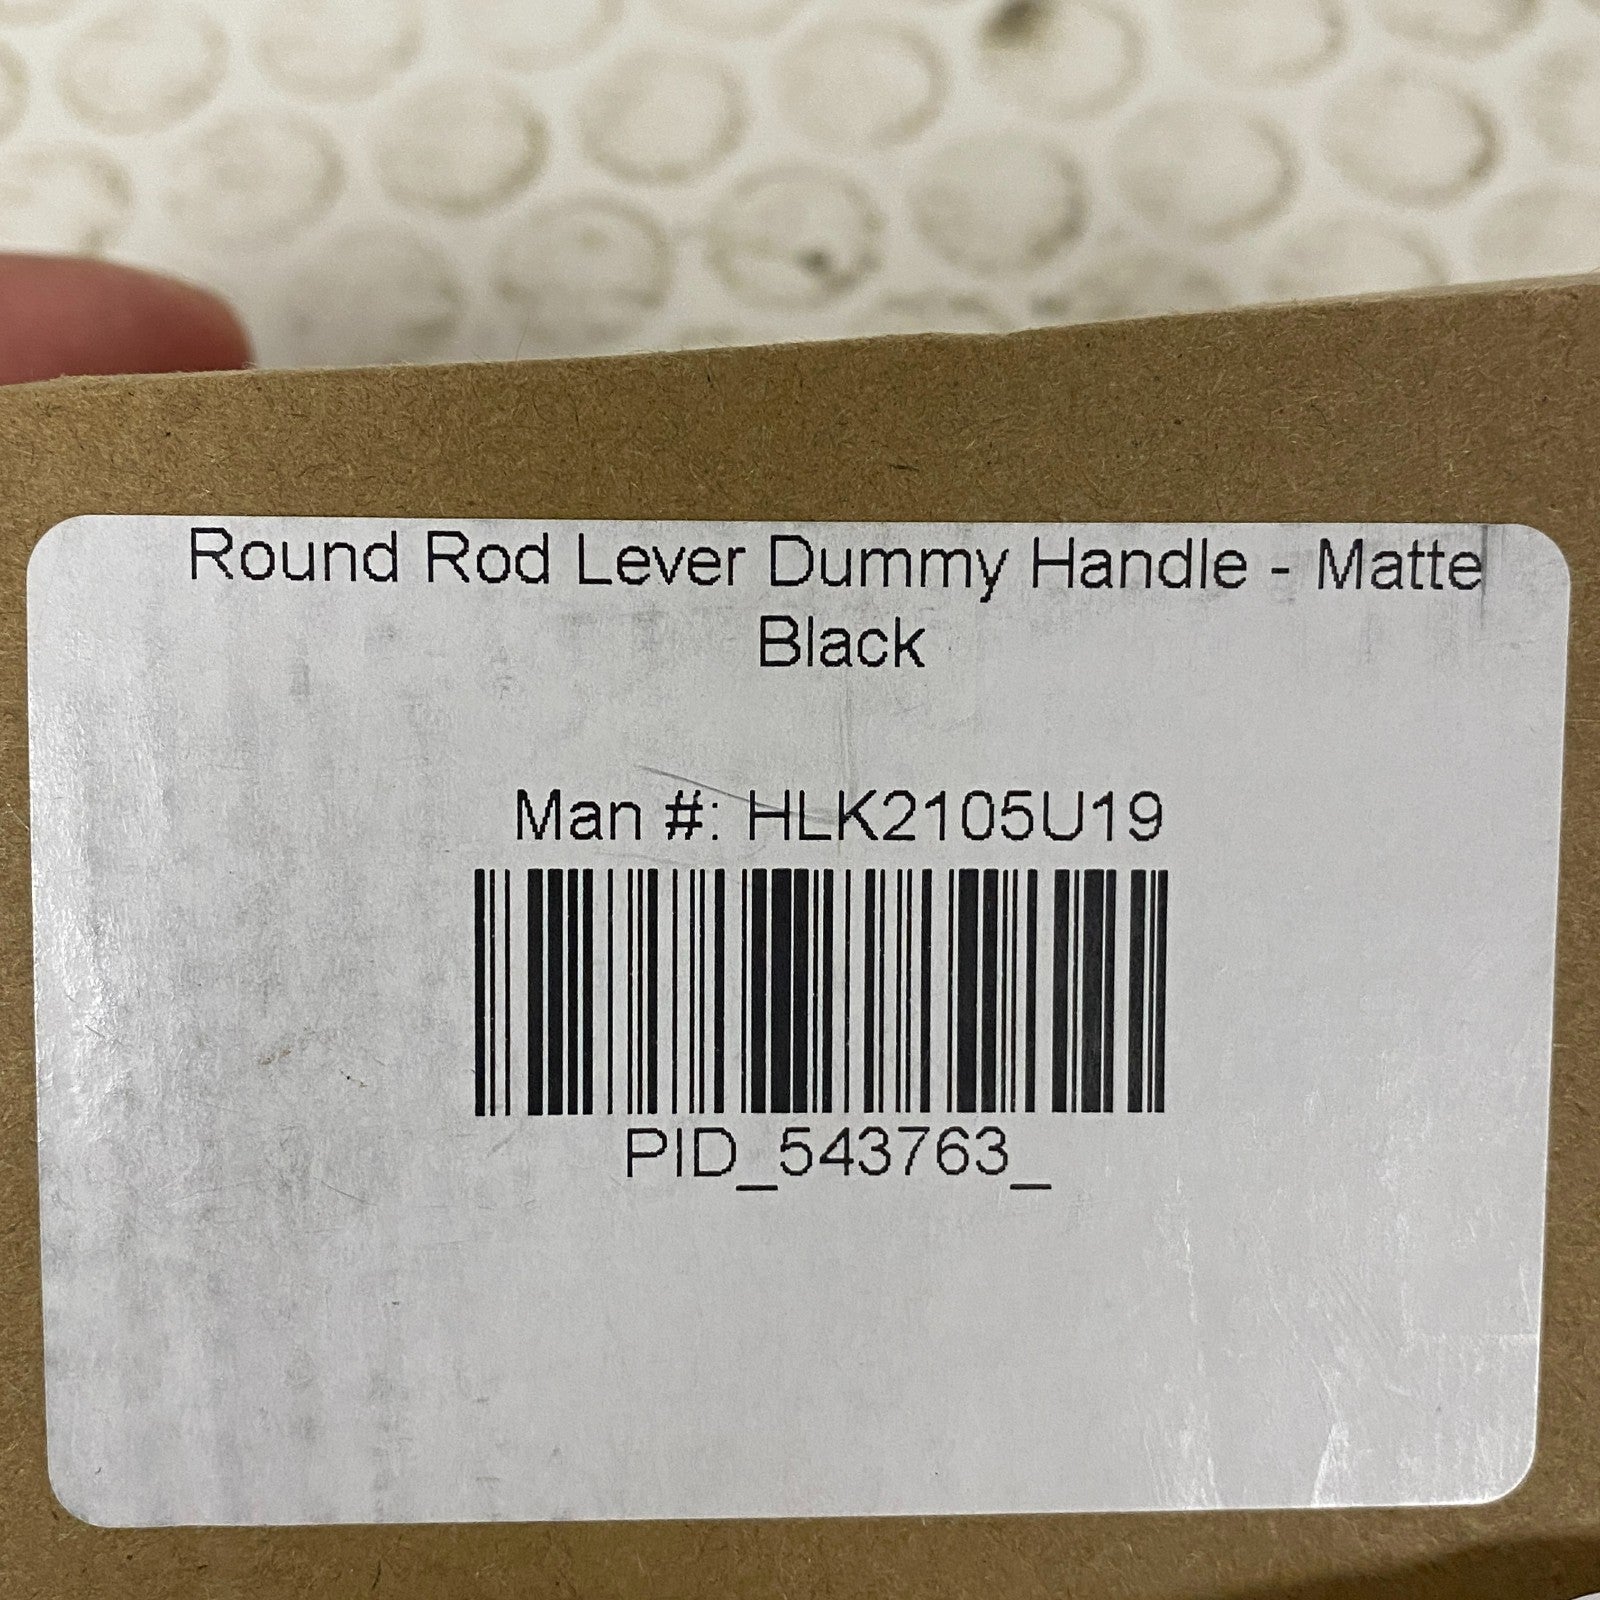 Round Rod Lever Dummy Handle - Matte
Black
Man #: HLK2105U19
PID_543763_